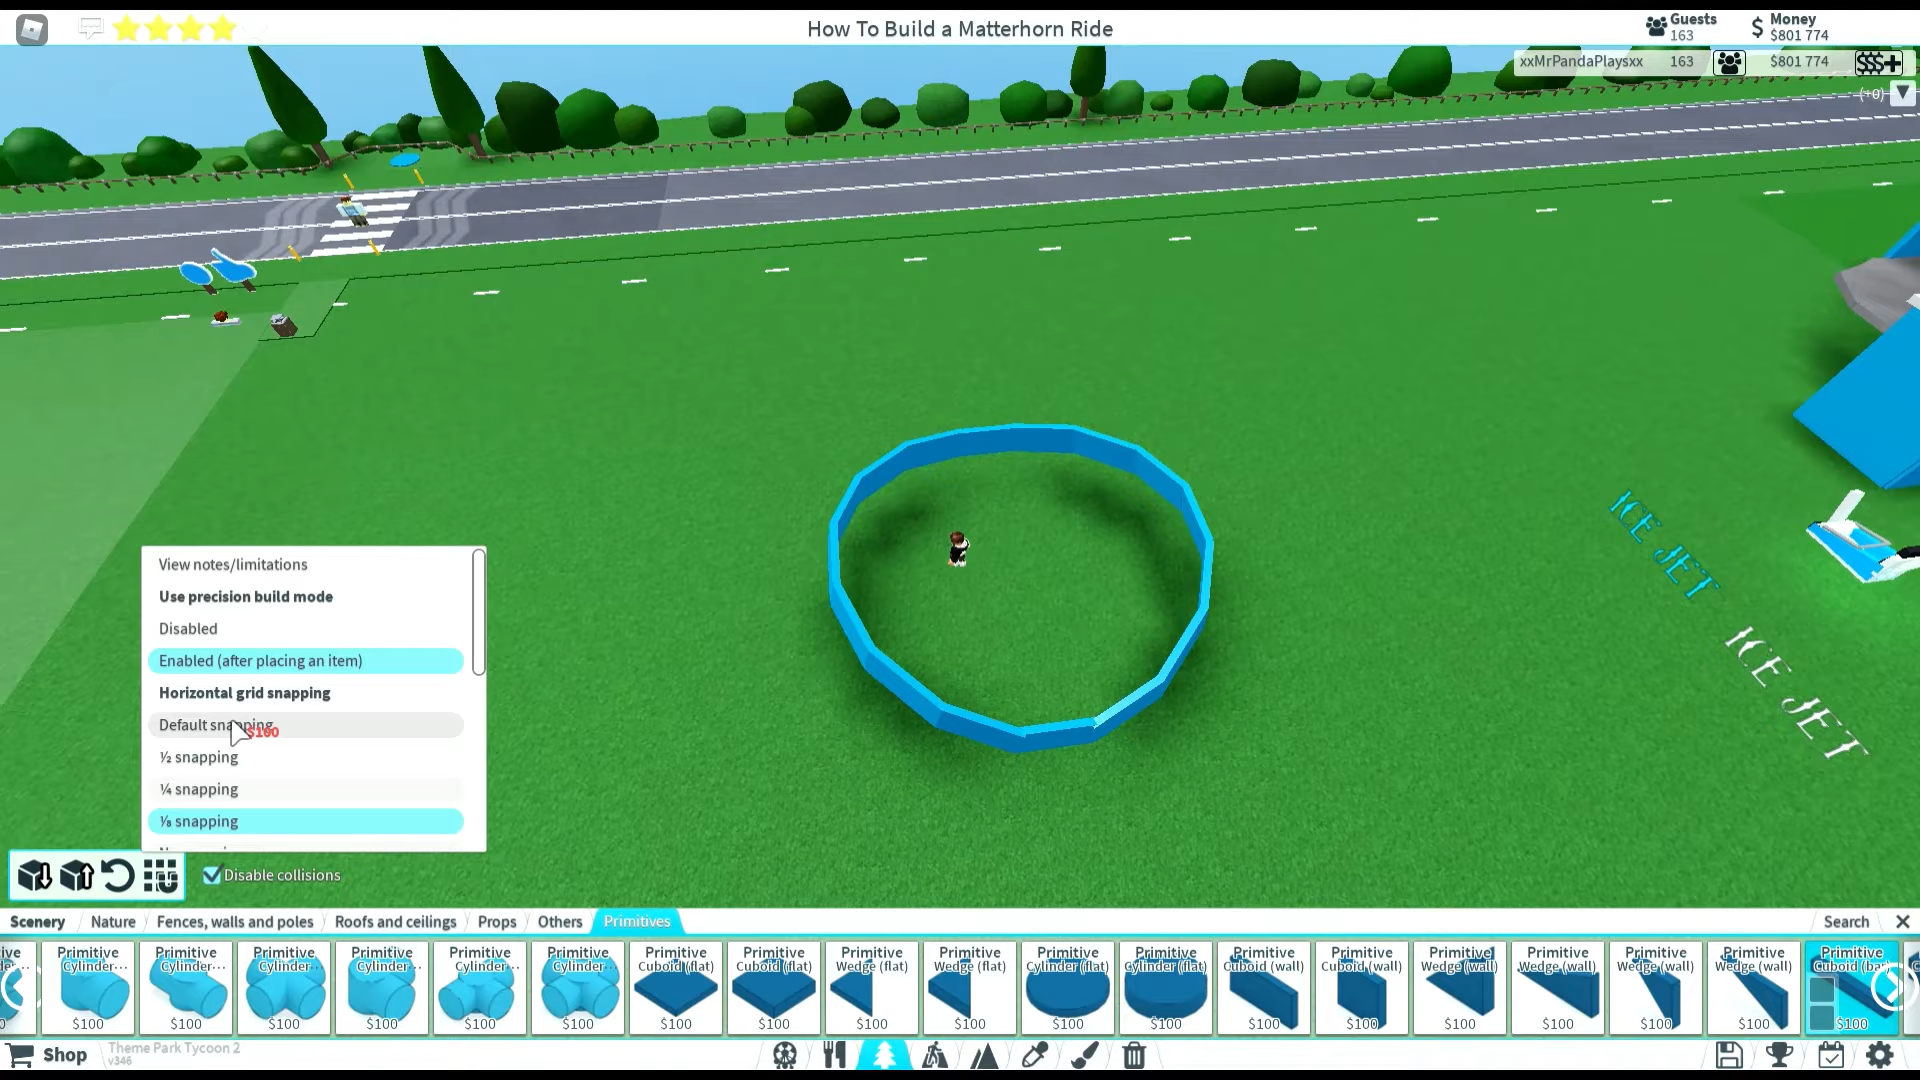 How To Build a Matterhorn Ride
Guests
163
Money
$801 774
xxMrPandaPlaysxx 163 $801 774
(+0)
ICE JET
ICE JET
View notes/limitations
Use precision build mode
Disabled
Enabled (after placing an item)
Horizontal grid snapping
Default snapping
$100
½ snapping
¼ snapping
⅛ snapping
Disable collisions
Scenery Nature Fences, walls and poles Roofs and ceilings Props Others Primitives Search
Primitive Cylinder… $100
Primitive Cylinder… $100
Primitive Cylinder… $100
Primitive Cylinder… $100
Primitive Cylinder… $100
Primitive Cylinder… $100
Primitive Cuboid (flat) $100
Primitive Cuboid (flat) $100
Primitive Wedge (flat) $100
Primitive Wedge (flat) $100
Primitive Cylinder (flat) $100
Primitive Cylinder (flat) $100
Primitive Cuboid (wall) $100
Primitive Cuboid (wall) $100
Primitive Wedge (wall) $100
Primitive Wedge (wall) $100
Primitive Wedge (wall) $100
Primitive Wedge (wall) $100
Primitive Cuboid $100
Shop
Theme Park Tycoon 2
v346